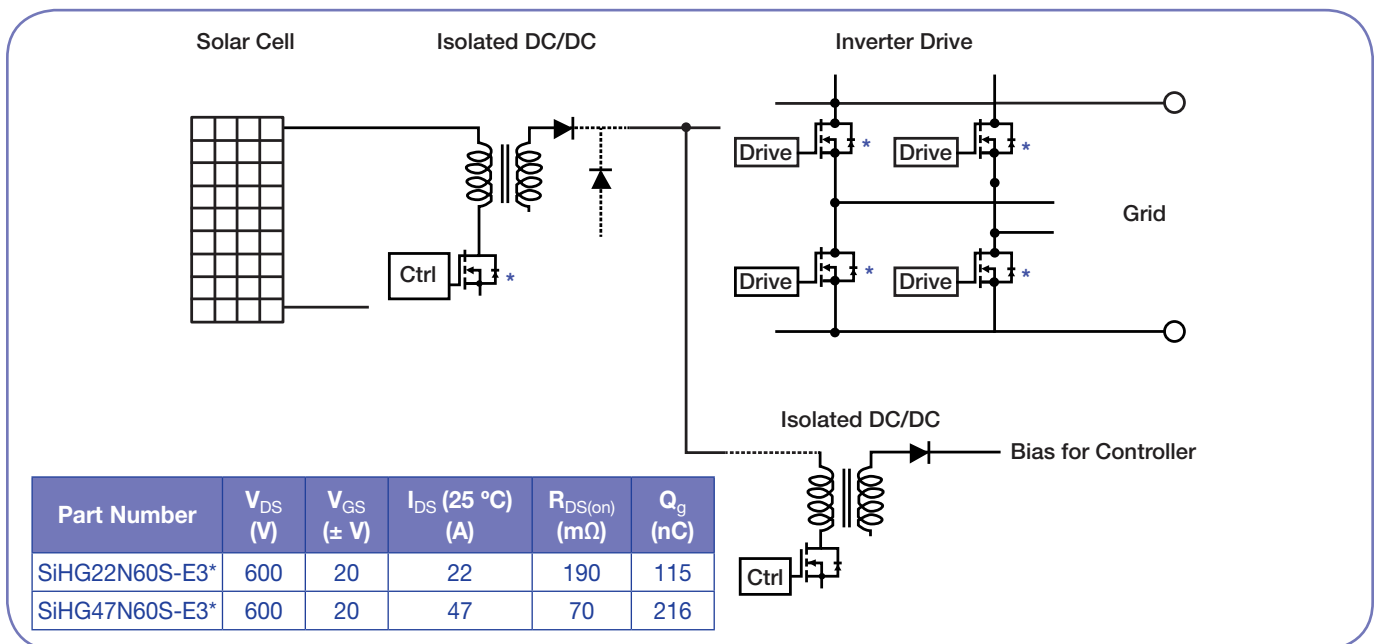 Solar Cell
Isolated DC/DC
Inverter Drive
Drive
*
Drive
*
Grid
Ctrl
*
Drive
*
Drive
*
Isolated DC/DC
Bias for Controller
Ctrl
Part Number VDS (V) VGS (± V) IDS (25 ºC) (A) RDS(on) (mΩ) Qg (nC)
SiHG22N60S-E3* 600 20 22 190 115
SiHG47N60S-E3* 600 20 47 70 216